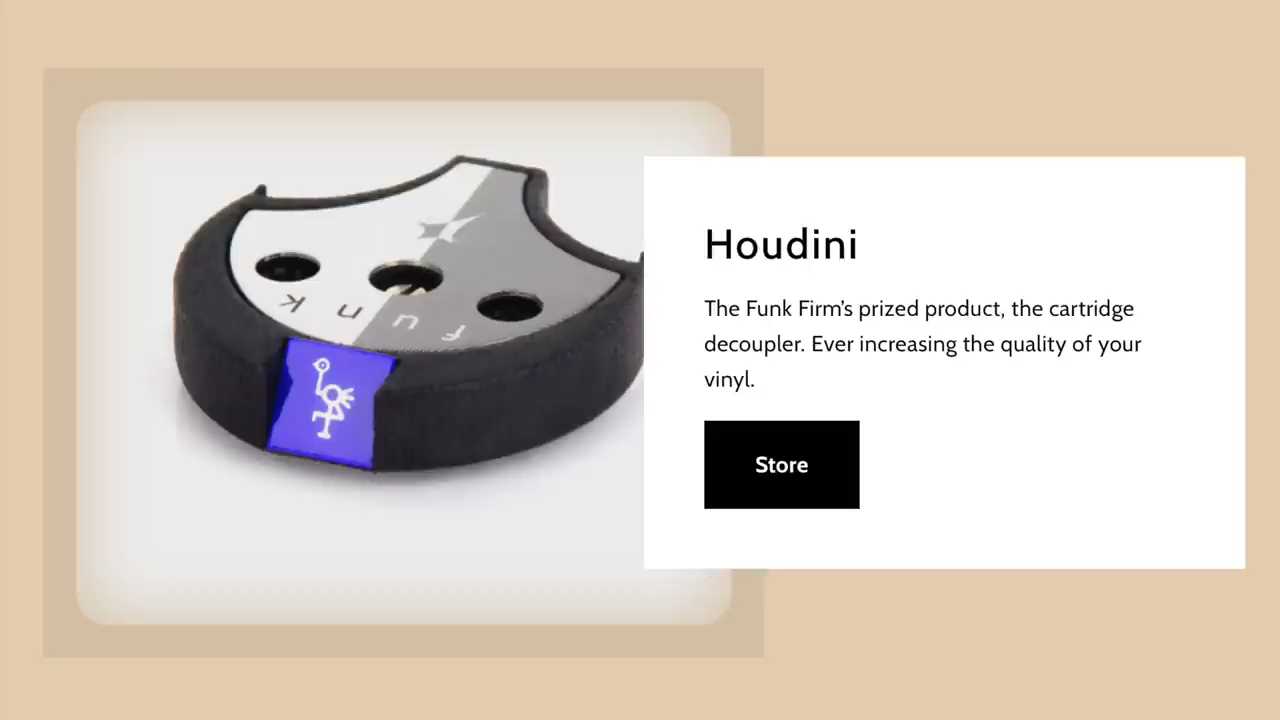 k n u f
Houdini
The Funk Firm's prized product, the cartridge
decoupler. Ever increasing the quality of your
vinyl.
Store